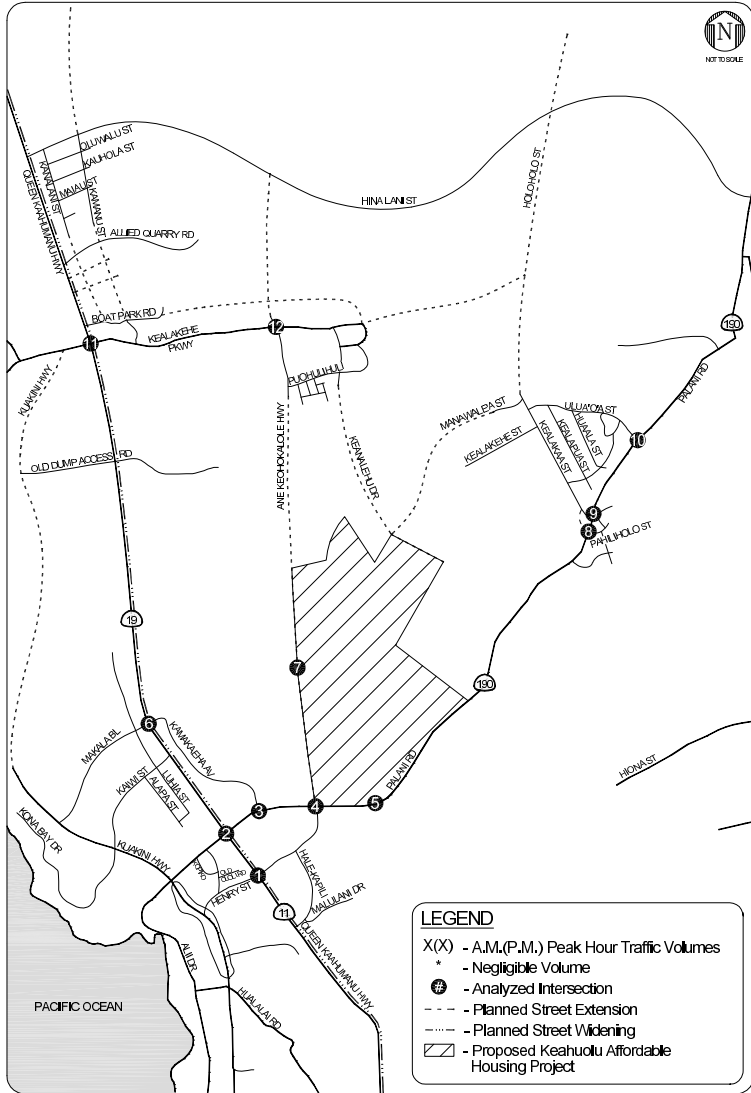 N
NOT TO SCALE
OLUWALU ST
KAUHOLA ST
MAIAU ST
KANALANI ST
KAMANU ST
QUEEN KAAHUMANU HWY
ALLIED QUARRY RD
HINA LANI ST
HOLOHOLO ST
BOAT PARK RD
KEALAKEHE
PKWY
11
12
190
PALANI RD
KUAKINI HWY
PUOHULIHULI
MANAWALE'A ST
ULUA'O'A ST
HUAALA ST
KEALAPUA ST
KEALAKAA ST
KEALAKEHE ST
10
OLD DUMP ACCESS RD
ANE KEOHOKALOLE HWY
KEANALEHU DR
9
8
PAHILIHOLO ST
19
7
190
6
MAKALA BL
KAMAKAEHA AV
KAIWI ST
LUHIA ST
ALAPA ST
HIONA ST
PALANI RD
3
4
5
2
KONA BAY DR
KUAKINI HWY
1
HENRY ST
HALE-KAPILI
MALULANI DR
11
QUEEN KAAHUMANU HWY
ALII DR
HUALALAI RD
PACIFIC OCEAN
LEGEND
X(X) - A.M.(P.M.) Peak Hour Traffic Volumes
* - Negligible Volume
# - Analyzed Intersection
- Planned Street Extension
- Planned Street Widening
- Proposed Keahuolu Affordable
Housing Project